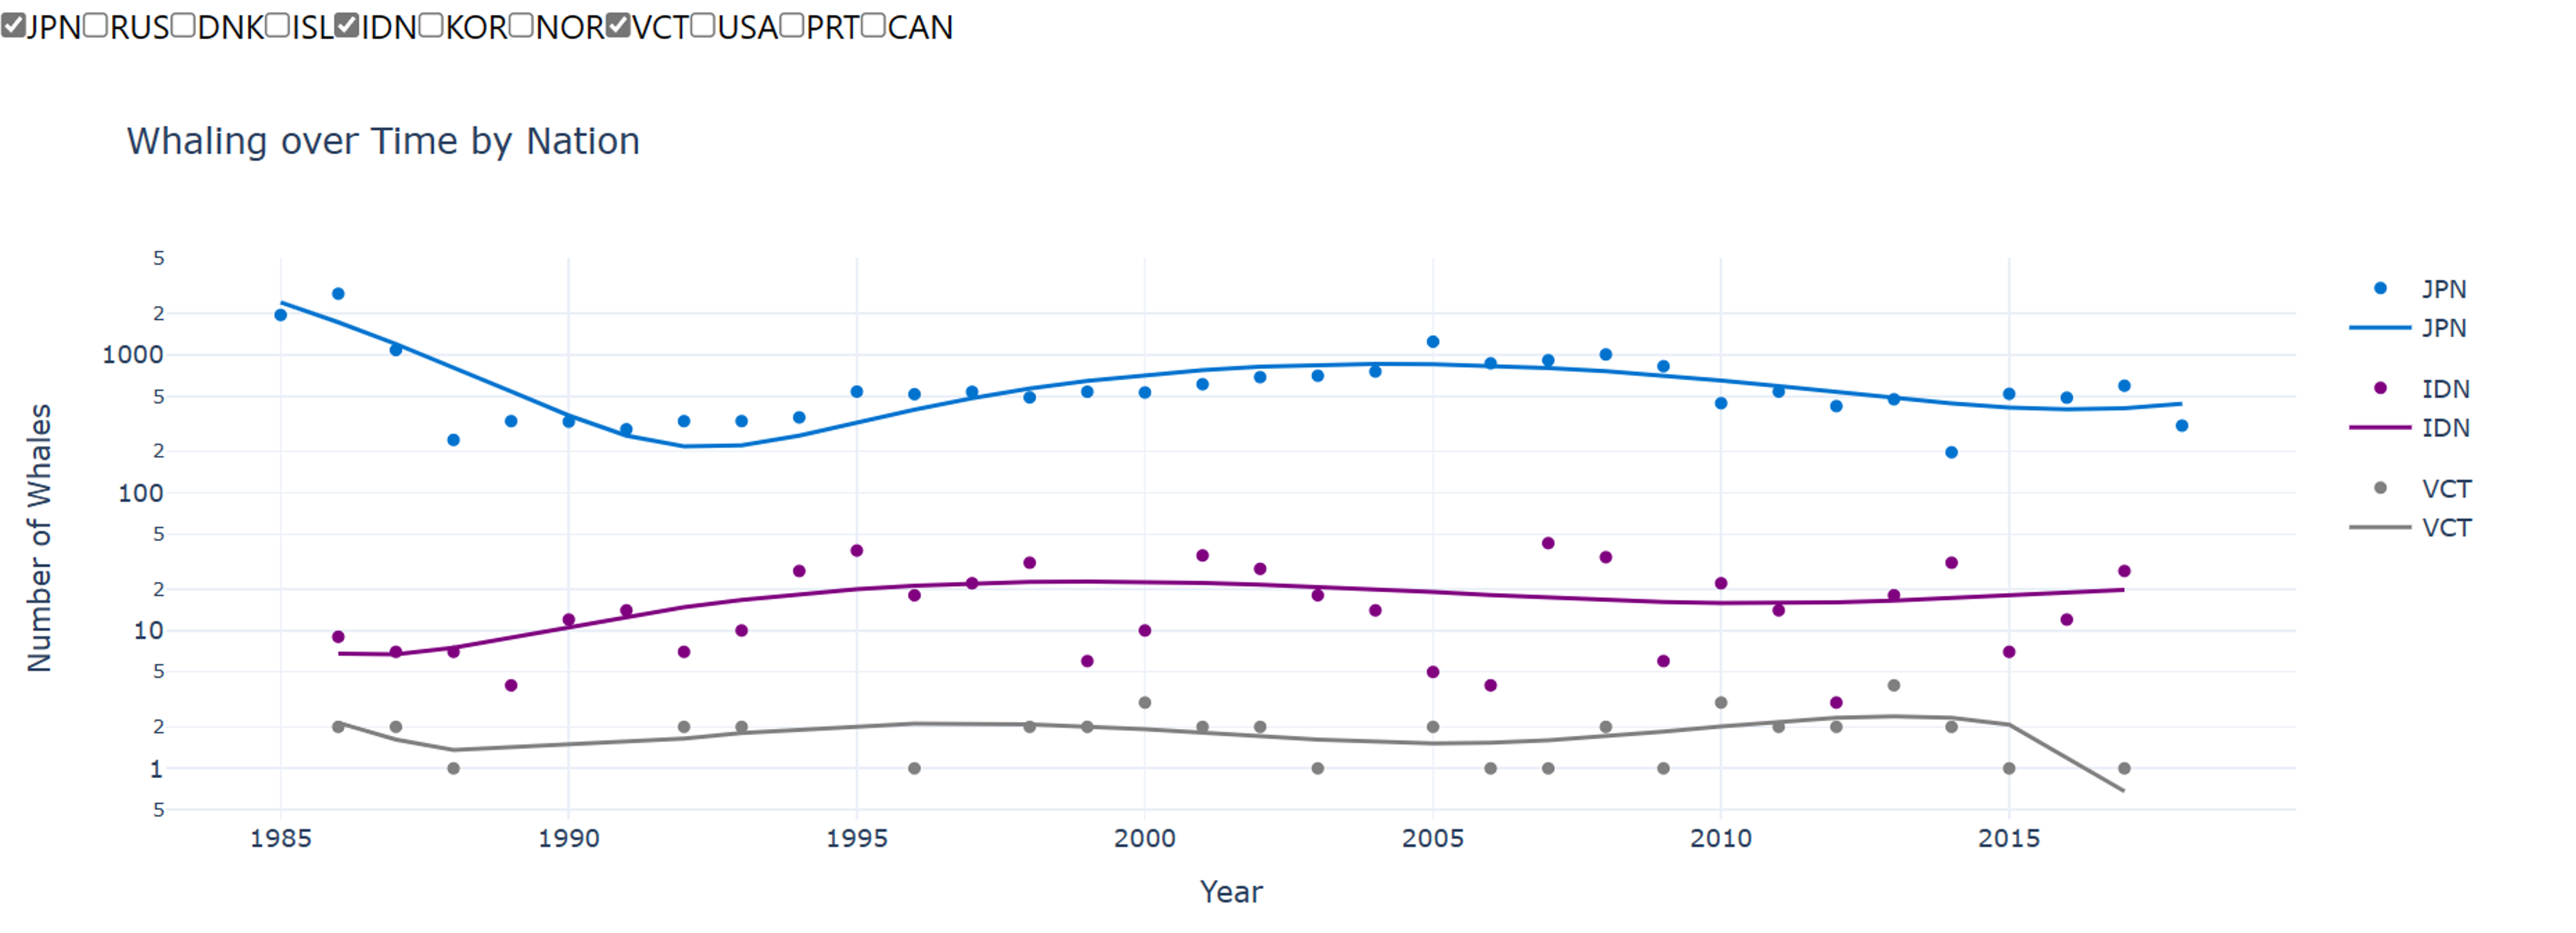 JPN RUS DNK ISL IDN KOR NOR VCT USA PRT CAN
Whaling over Time by Nation
5
2
1000
5
2
100
5
2
10
5
2
1
5
Number of Whales
1985 1990 1995 2000 2005 2010 2015
Year
JPN
JPN
IDN
IDN
VCT
VCT